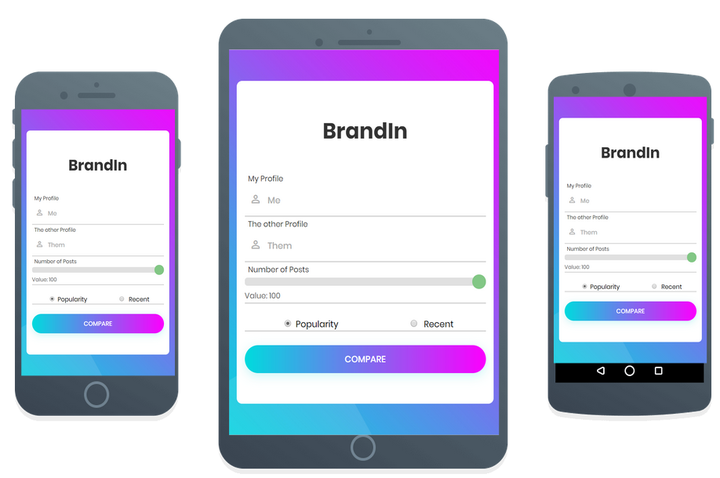 BrandIn
My Profile
Me
The other Profile
Them
Number of Posts
Value: 100
Popularity Recent
COMPARE
BrandIn
My Profile
Me
The other Profile
Them
Number of Posts
Value: 100
Popularity Recent
COMPARE
BrandIn
My Profile
Me
The other Profile
Them
Number of Posts
Value: 100
Popularity Recent
COMPARE